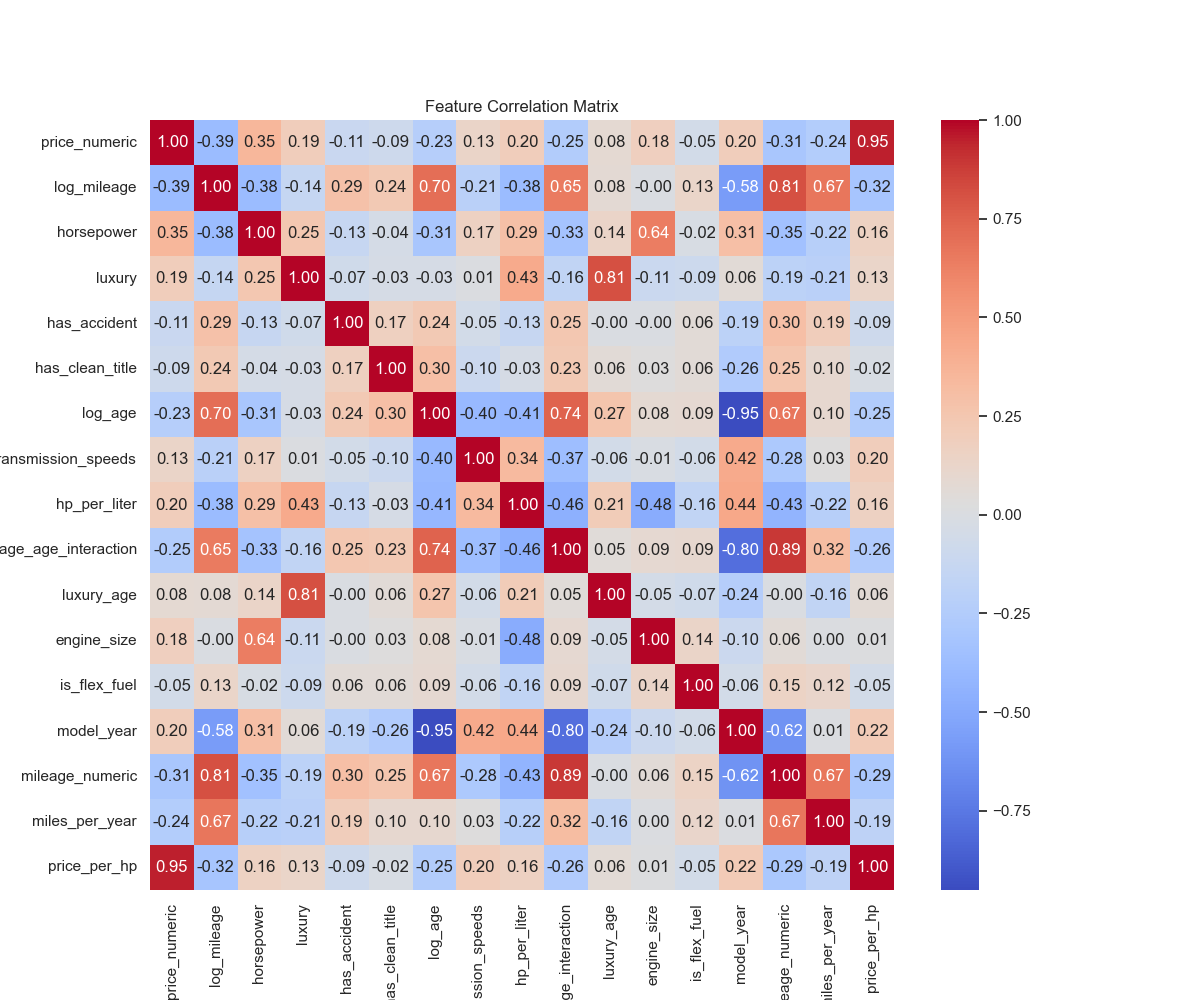 Feature Correlation Matrix
price_numeric 1.00 -0.39 0.35 0.19 -0.11 -0.09 -0.23 0.13 0.20 -0.25 0.08 0.18 -0.05 0.20 -0.31 -0.24 0.95
log_mileage -0.39 1.00 -0.38 -0.14 0.29 0.24 0.70 -0.21 -0.38 0.65 0.08 -0.00 0.13 -0.58 0.81 0.67 -0.32
horsepower 0.35 -0.38 1.00 0.25 -0.13 -0.04 -0.31 0.17 0.29 -0.33 0.14 0.64 -0.02 0.31 -0.35 -0.22 0.16
luxury 0.19 -0.14 0.25 1.00 -0.07 -0.03 -0.03 0.01 0.43 -0.16 0.81 -0.11 -0.09 0.06 -0.19 -0.21 0.13
has_accident -0.11 0.29 -0.13 -0.07 1.00 0.17 0.24 -0.05 -0.13 0.25 -0.00 -0.00 0.06 -0.19 0.30 0.19 -0.09
has_clean_title -0.09 0.24 -0.04 -0.03 0.17 1.00 0.30 -0.10 -0.03 0.23 0.06 0.03 0.06 -0.26 0.25 0.10 -0.02
log_age -0.23 0.70 -0.31 -0.03 0.24 0.30 1.00 -0.40 -0.41 0.74 0.27 0.08 0.09 -0.95 0.67 0.10 -0.25
ransmission_speeds 0.13 -0.21 0.17 0.01 -0.05 -0.10 -0.40 1.00 0.34 -0.37 -0.06 -0.01 -0.06 0.42 -0.28 0.03 0.20
hp_per_liter 0.20 -0.38 0.29 0.43 -0.13 -0.03 -0.41 0.34 1.00 -0.46 0.21 -0.48 -0.16 0.44 -0.43 -0.22 0.16
age_age_interaction -0.25 0.65 -0.33 -0.16 0.25 0.23 0.74 -0.37 -0.46 1.00 0.05 0.09 0.09 -0.80 0.89 0.32 -0.26
luxury_age 0.08 0.08 0.14 0.81 -0.00 0.06 0.27 -0.06 0.21 0.05 1.00 -0.05 -0.07 -0.24 -0.00 -0.16 0.06
engine_size 0.18 -0.00 0.64 -0.11 -0.00 0.03 0.08 -0.01 -0.48 0.09 -0.05 1.00 0.14 -0.10 0.06 0.00 0.01
is_flex_fuel -0.05 0.13 -0.02 -0.09 0.06 0.06 0.09 -0.06 -0.16 0.09 -0.07 0.14 1.00 -0.06 0.15 0.12 -0.05
model_year 0.20 -0.58 0.31 0.06 -0.19 -0.26 -0.95 0.42 0.44 -0.80 -0.24 -0.10 -0.06 1.00 -0.62 0.01 0.22
mileage_numeric -0.31 0.81 -0.35 -0.19 0.30 0.25 0.67 -0.28 -0.43 0.89 -0.00 0.06 0.15 -0.62 1.00 0.67 -0.29
miles_per_year -0.24 0.67 -0.22 -0.21 0.19 0.10 0.10 0.03 -0.22 0.32 -0.16 0.00 0.12 0.01 0.67 1.00 -0.19
price_per_hp 0.95 -0.32 0.16 0.13 -0.09 -0.02 -0.25 0.20 0.16 -0.26 0.06 0.01 -0.05 0.22 -0.29 -0.19 1.00
price_numeric
log_mileage
horsepower
luxury
has_accident
as_clean_title
log_age
ssion_speeds
hp_per_liter
ge_interaction
luxury_age
engine_size
is_flex_fuel
model_year
eage_numeric
iles_per_year
price_per_hp
1.00
0.75
0.50
0.25
0.00
-0.25
-0.50
-0.75